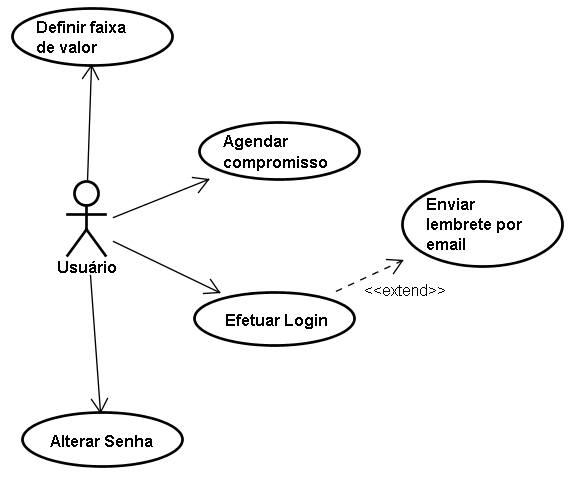 Definir faixa
de valor
Agendar
compromisso
Enviar
lembrete por
email
Usuário
<<extend>>
Efetuar Login
Alterar Senha